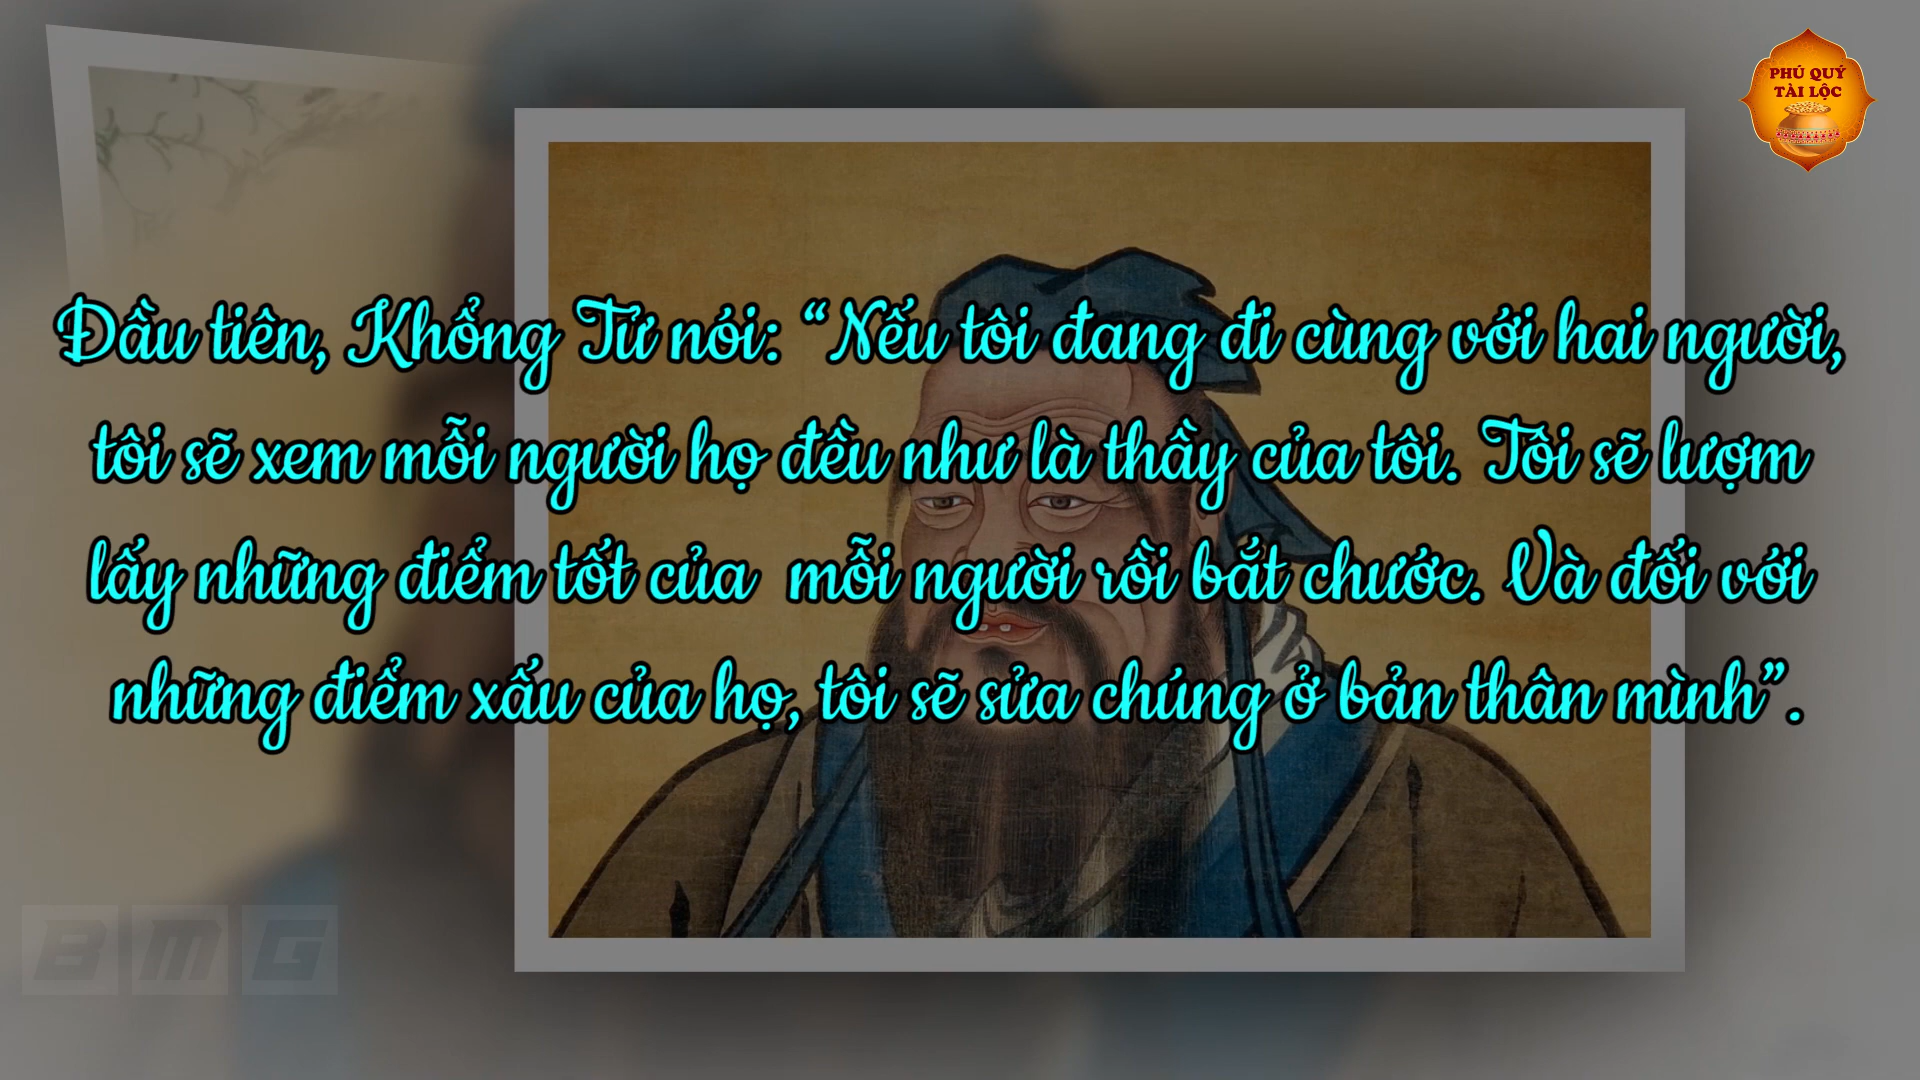 PHÚ QUÝ
TÀI LỘC
Đầu tiên, Khổng Tử nói: “Nếu tôi đang đi cùng với hai người,
tôi sẽ xem mỗi người họ đều như là thầy của tôi. Tôi sẽ lượm
lấy những điểm tốt của mỗi người rồi bắt chước. Và đối với
những điểm xấu của họ, tôi sẽ sửa chúng ở bản thân mình”.
BMG